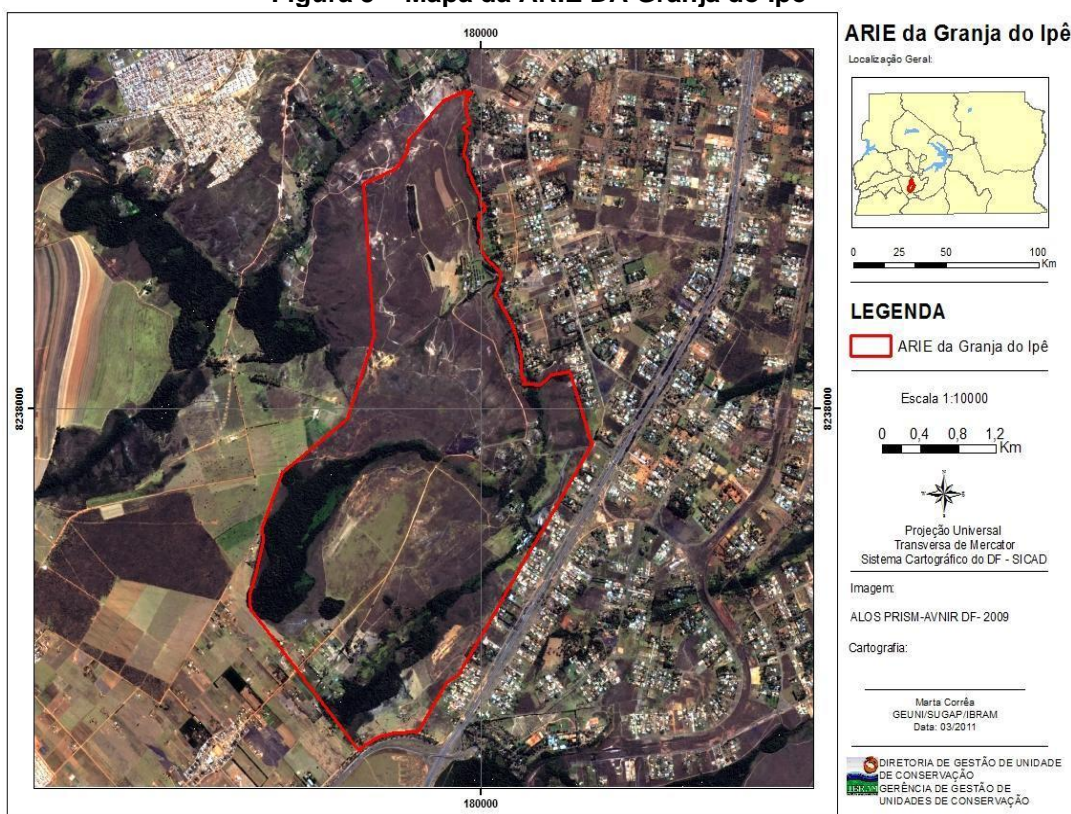 Figura 3 – Mapa da ARIE DA Granja do Ipê
180000
8238000
8238000
180000
ARIE da Granja do Ipê
Localização Geral:
0 25 50 100
Km
LEGENDA
ARIE da Granja do Ipê
Escala 1:10000
0 0,4 0,8 1,2
Km
Projeção Universal
Transversa de Mercator
Sistema Cartográfico do DF - SICAD
Imagem:
ALOS PRISM-AVNIR DF- 2009
Cartografia:
Marta Corrêa
GEUNI/SUGAP/IBRAM
Data: 03/2011
DIRETORIA DE GESTÃO DE UNIDADE
DE CONSERVAÇÃO
IBRAM
GERÊNCIA DE GESTÃO DE
UNIDADES DE CONSERVAÇÃO